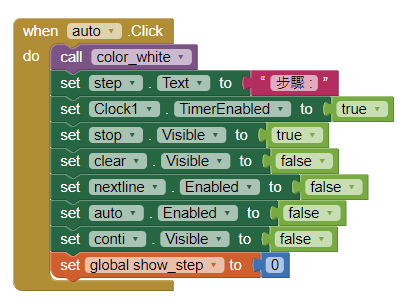 when auto .Click
do call color_white
set step . Text to “ 步驟： ”
set Clock1 . TimerEnabled to true
set stop . Visible to true
set clear . Visible to false
set nextline . Enabled to false
set auto . Enabled to false
set conti . Visible to false
set global show_step to 0